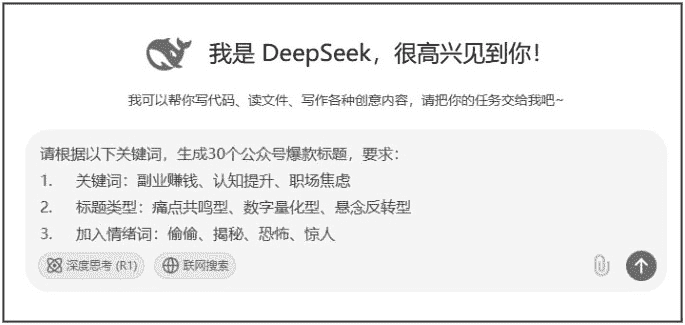 我是 DeepSeek，很高兴见到你！
我可以帮你写代码、读文件、写作各种创意内容，请把你的任务交给我吧~
请根据以下关键词，生成30个公众号爆款标题，要求：
1. 关键词：副业赚钱、认知提升、职场焦虑
2. 标题类型：痛点共鸣型、数字量化型、悬念反转型
3. 加入情绪词：偷偷、揭秘、恐怖、惊人
深度思考 (R1) 联网搜索